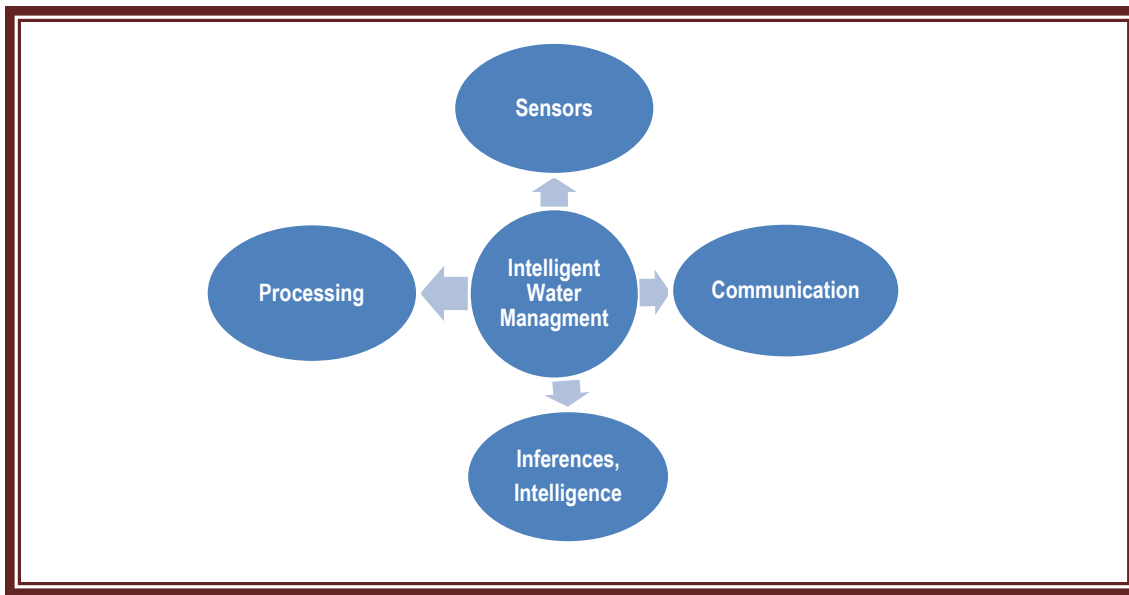 Sensors
Processing
Intelligent
Water
Managment
Communication
Inferences,
Intelligence